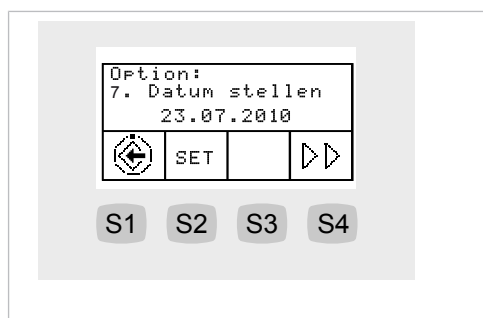 Option:
7. Datum stellen
23.07.2010
SET
S1 S2 S3 S4